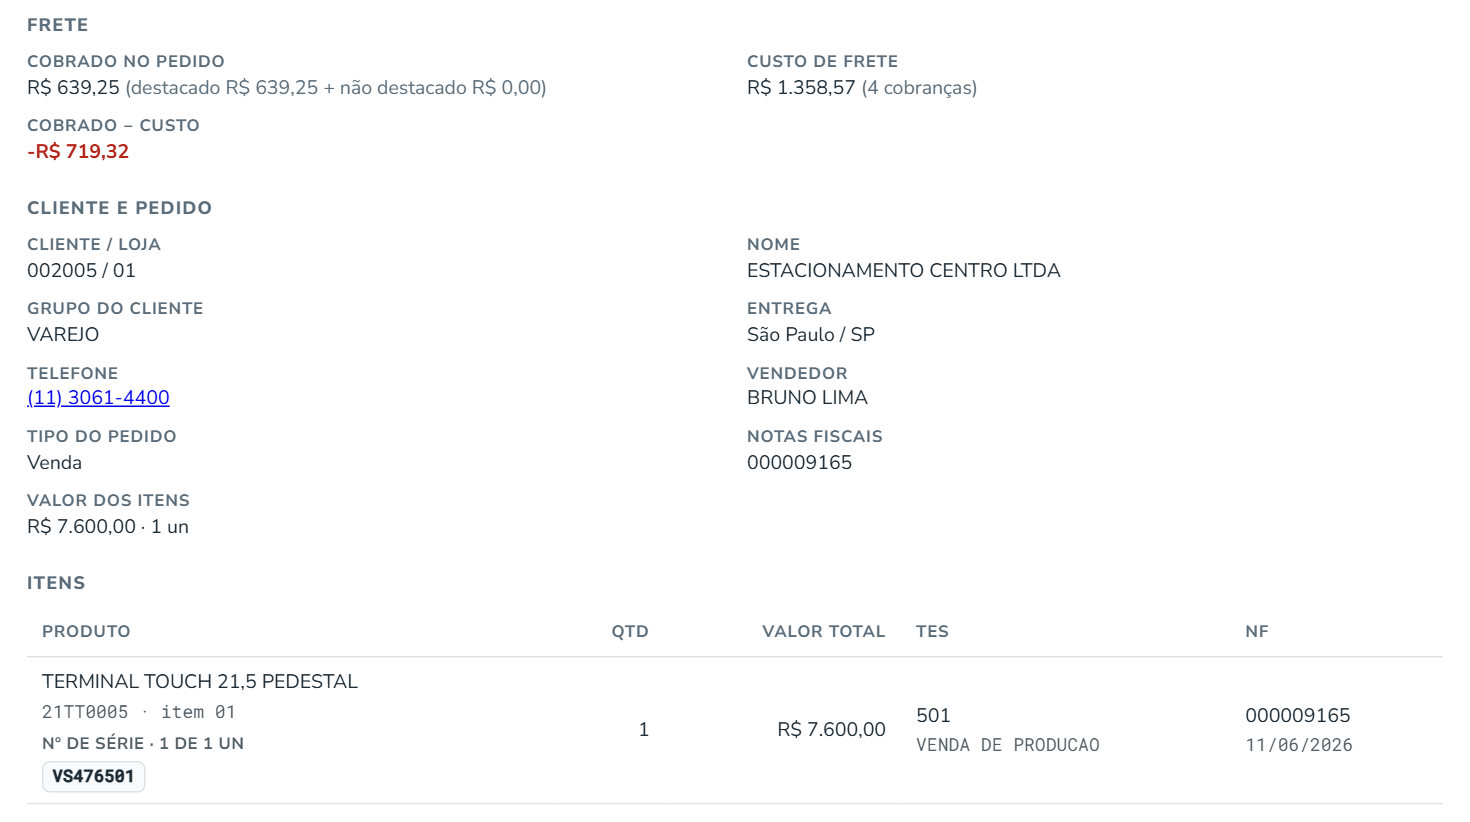 FRETE
COBRADO NO PEDIDO
R$ 639,25 (destacado R$ 639,25 + não destacado R$ 0,00)
CUSTO DE FRETE
R$ 1.358,57 (4 cobranças)
COBRADO – CUSTO
-R$ 719,32
CLIENTE E PEDIDO
CLIENTE / LOJA
002005 / 01
NOME
ESTACIONAMENTO CENTRO LTDA
GRUPO DO CLIENTE
VAREJO
ENTREGA
São Paulo / SP
TELEFONE
(11) 3061-4400
VENDEDOR
BRUNO LIMA
TIPO DO PEDIDO
Venda
NOTAS FISCAIS
000009165
VALOR DOS ITENS
R$ 7.600,00 · 1 un
ITENS
PRODUTO QTD VALOR TOTAL TES NF
TERMINAL TOUCH 21,5 PEDESTAL
21TT0005 · item 01
Nº DE SÉRIE · 1 DE 1 UN
VS476501
1
R$ 7.600,00
501
VENDA DE PRODUCAO
000009165
11/06/2026